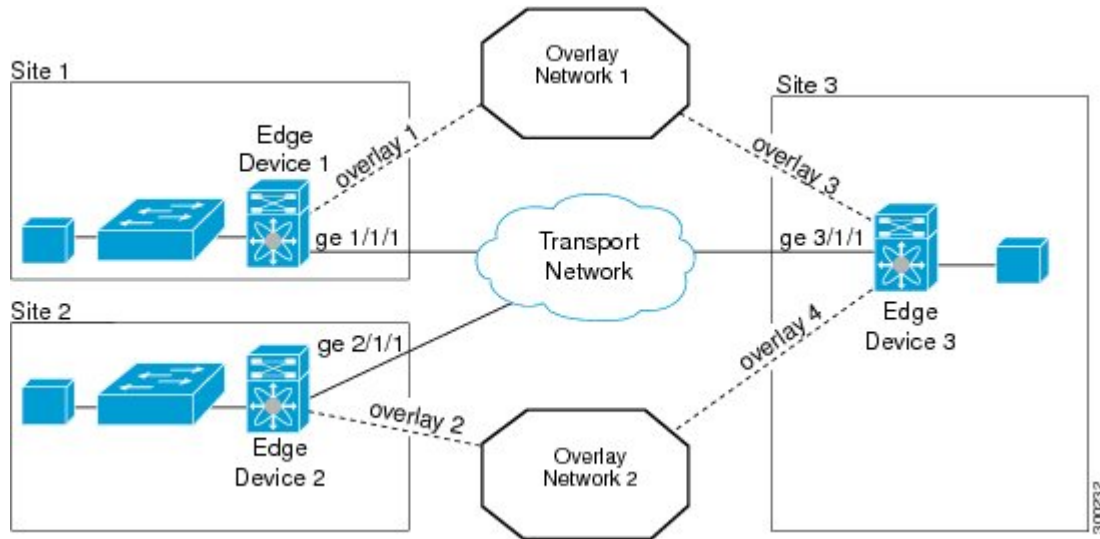 Overlay
Network 1
Site 1
Site 3
Edge
Device 1
overlay 1
overlay 3
ge 1/1/1
Transport
Network
ge 3/1/1
Site 2
ge 2/1/1
Edge
Device 3
overlay 4
overlay 2
Edge
Device 2
Overlay
Network 2
300232